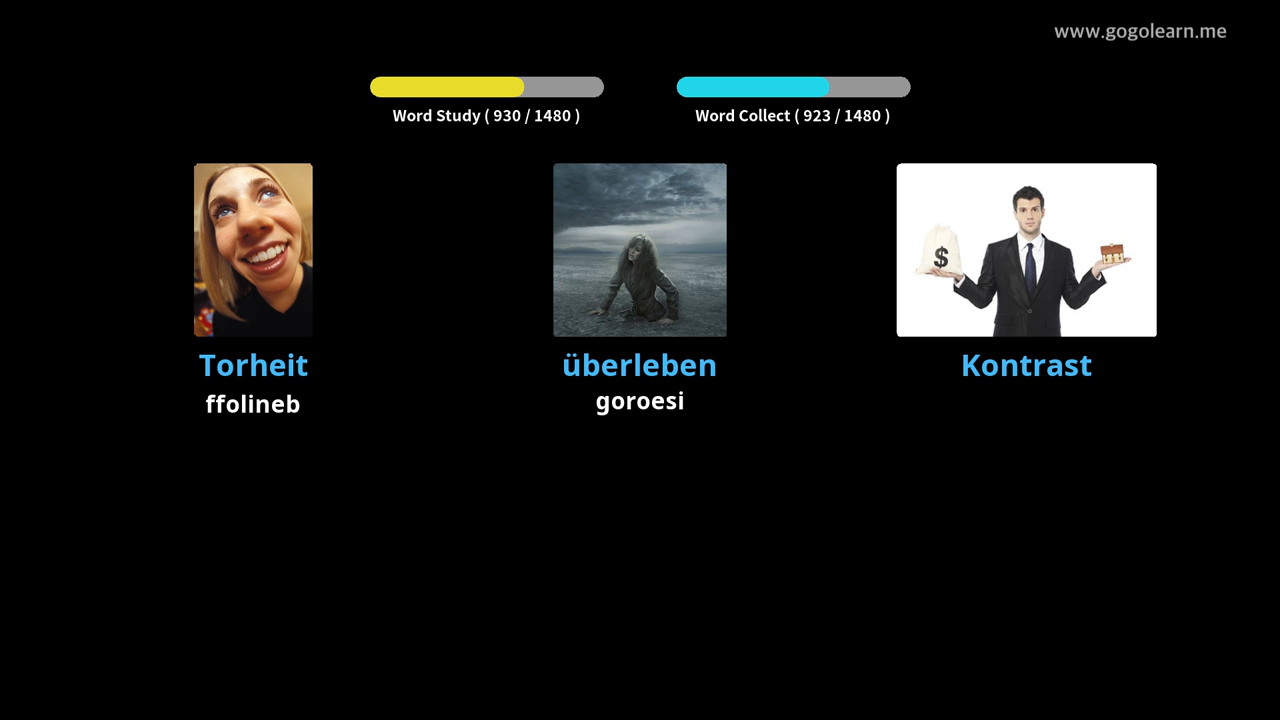 www.gogolearn.me
Word Study ( 930 / 1480 )
Word Collect ( 923 / 1480 )
$
Torheit
überleben
Kontrast
ffolineb
goroesi